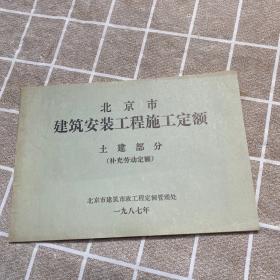 北京市
建筑安装工程施工定额
土建部分
（补充劳动定额）
北京市建筑市政工程定额管理处
一九八七年